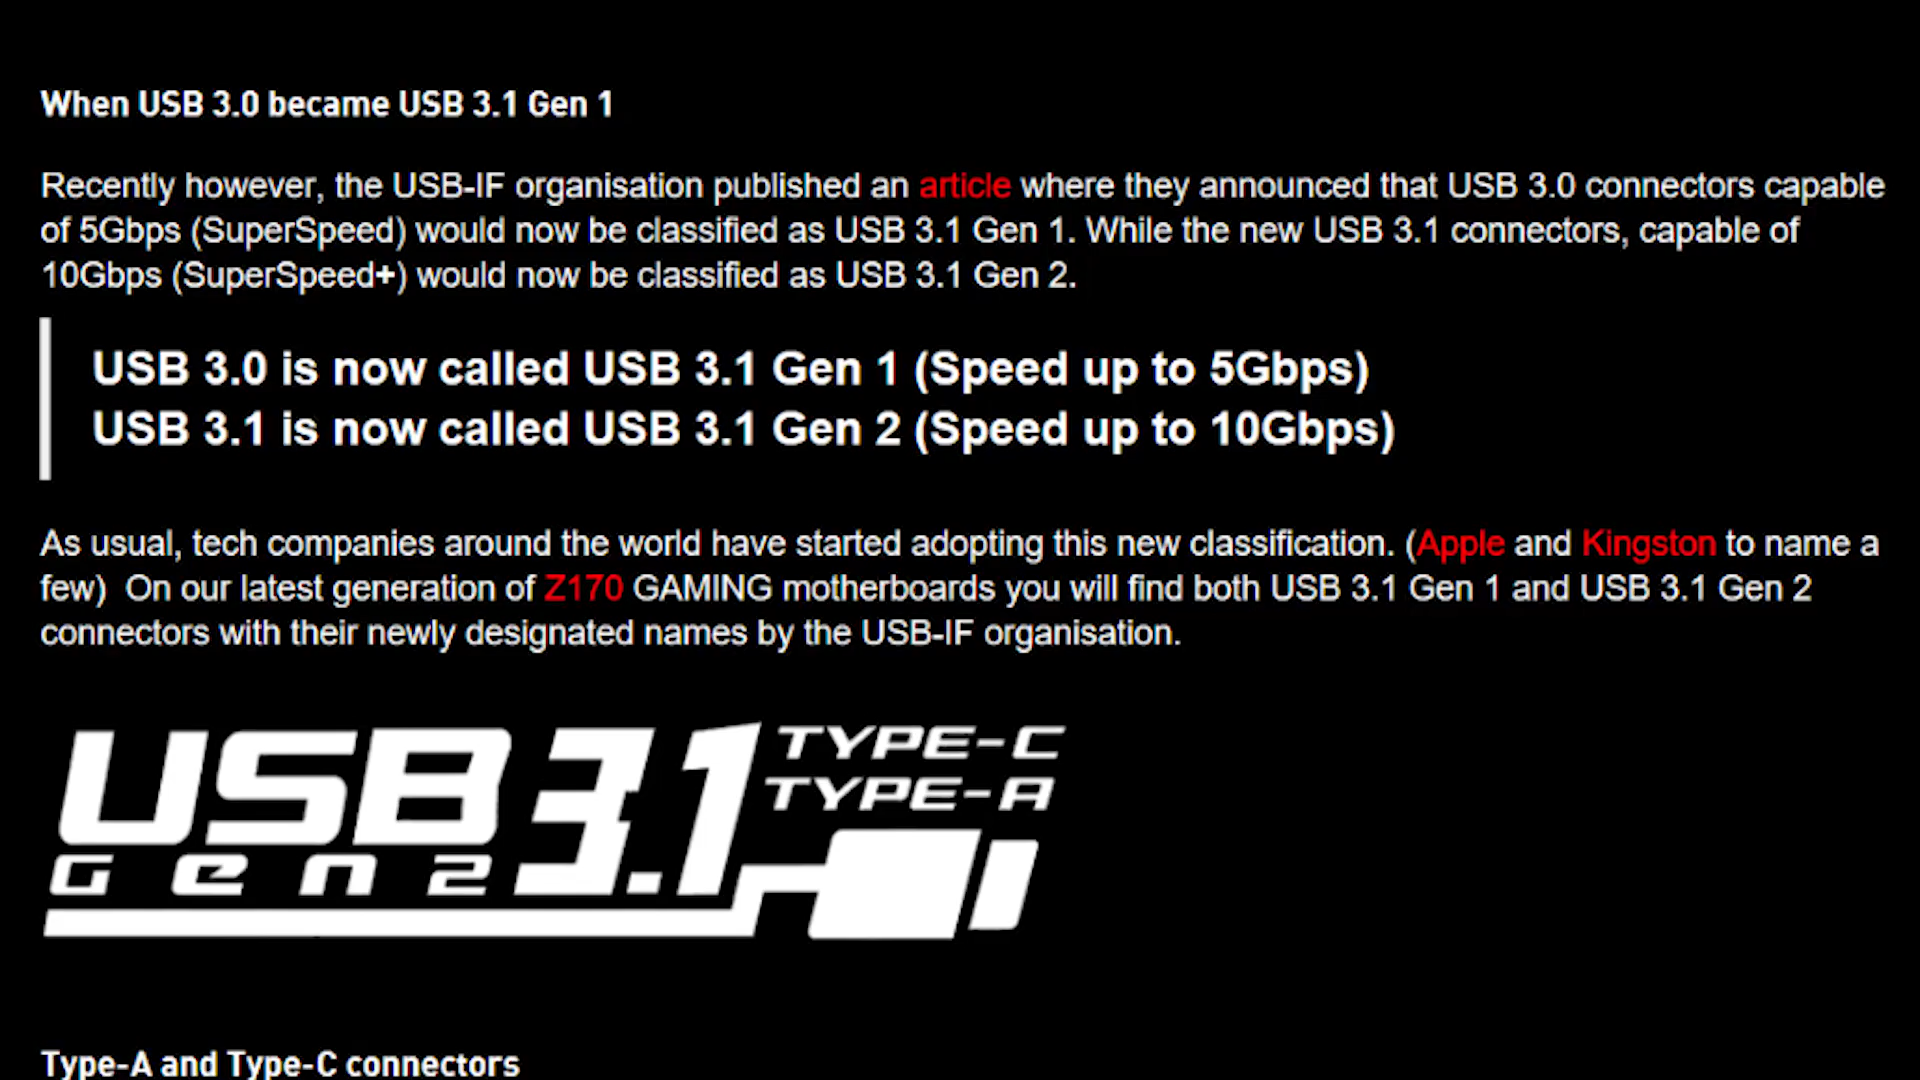 When USB 3.0 became USB 3.1 Gen 1
Recently however, the USB-IF organisation published an article where they announced that USB 3.0 connectors capable
of 5Gbps (SuperSpeed) would now be classified as USB 3.1 Gen 1. While the new USB 3.1 connectors, capable of
10Gbps (SuperSpeed+) would now be classified as USB 3.1 Gen 2.
USB 3.0 is now called USB 3.1 Gen 1 (Speed up to 5Gbps)
USB 3.1 is now called USB 3.1 Gen 2 (Speed up to 10Gbps)
As usual, tech companies around the world have started adopting this new classification. (Apple and Kingston to name a
few)  On our latest generation of Z170 GAMING motherboards you will find both USB 3.1 Gen 1 and USB 3.1 Gen 2
connectors with their newly designated names by the USB-IF organisation.
USB 3.1
Gen2
TYPE-C
TYPE-A
Type-A and Type-C connectors